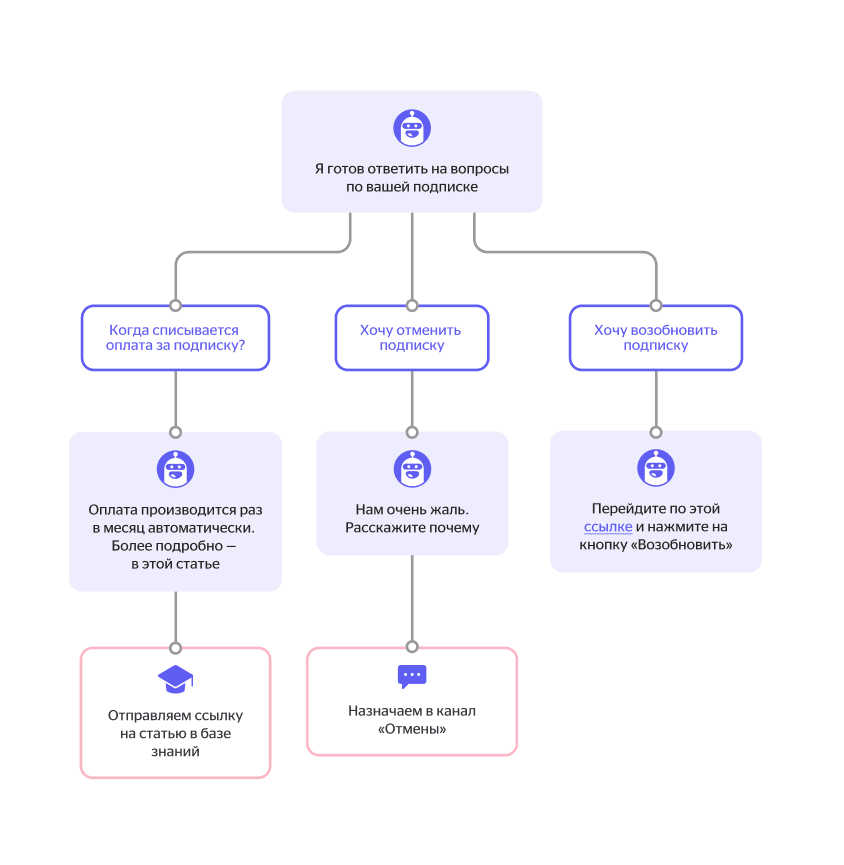 Я готов ответить на вопросы
по вашей подписке
Когда списывается
оплата за подписку?
Хочу отменить
подписку
Хочу возобновить
подписку
Оплата производится раз
в месяц автоматически.
Более подробно —
в этой статье
Нам очень жаль.
Расскажите почему
Перейдите по этой
ссылке и нажмите на
кнопку «Возобновить»
Отправляем ссылку
на статью в базе
знаний
Назначаем в канал
«Отмены»